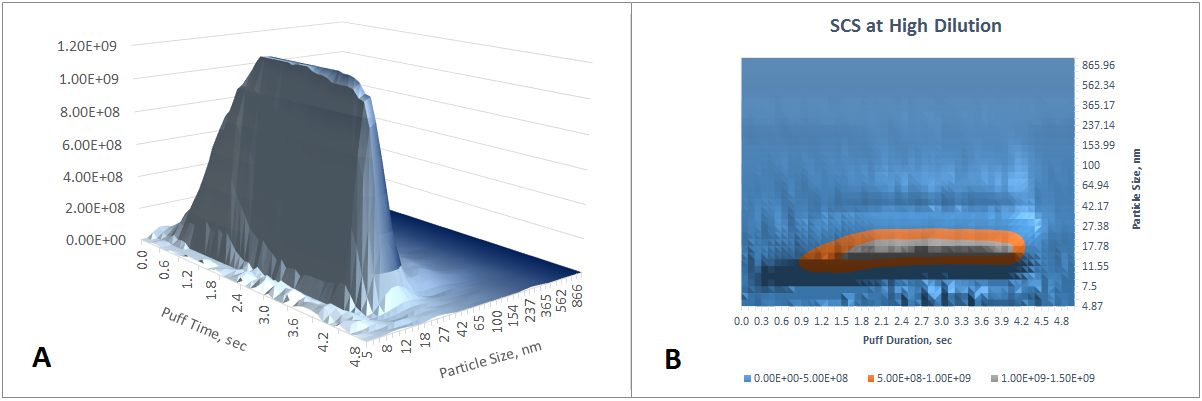 1.20E+09
1.00E+09
8.00E+08
6.00E+08
4.00E+08
2.00E+08
0.00E+00
0.0
0.6
1.2
1.8
2.4
3.0
3.6
4.2
4.8
Puff Time, sec
5
8
12
18
27
42
65
100
154
237
365
562
866
Particle Size, nm
A
SCS at High Dilution
865.96
562.34
365.17
237.14
153.99
100
64.94
42.17
27.38
17.78
11.55
7.5
4.87
Particle Size, nm
0.0 0.3 0.6 0.9 1.2 1.5 1.8 2.1 2.4 2.7 3.0 3.3 3.6 3.9 4.2 4.5 4.8
Puff Duration, sec
B
0.00E+00-5.00E+08 5.00E+08-1.00E+09 1.00E+09-1.50E+09